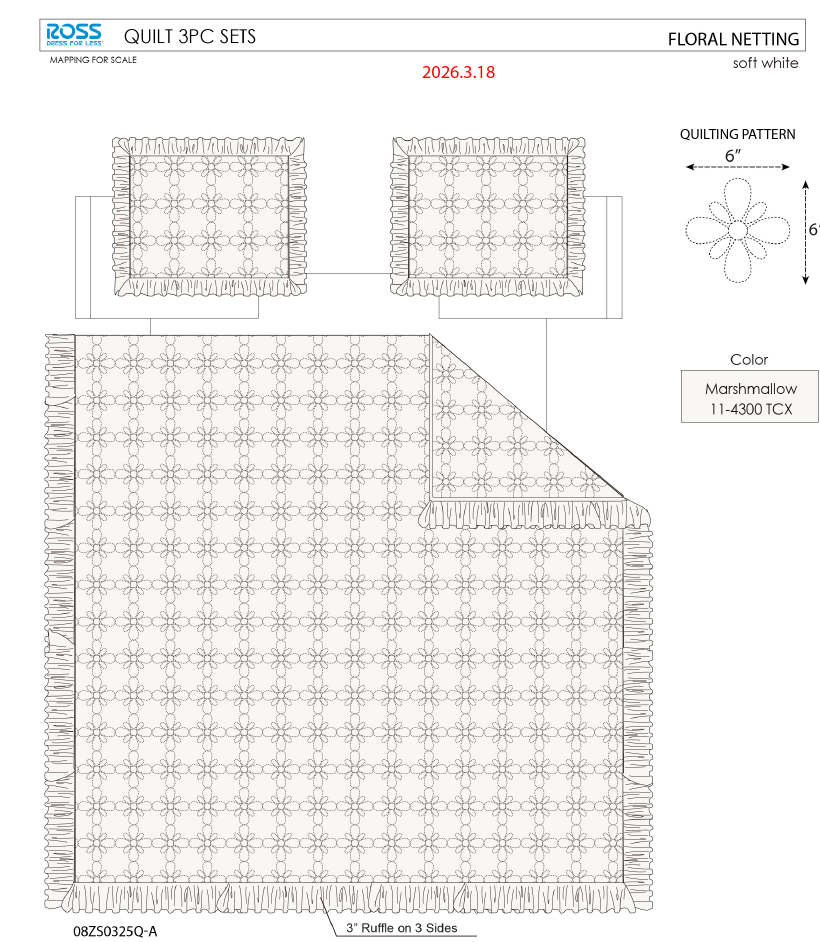 ROSS
DRESS FOR LESS
QUILT 3PC SETS
FLORAL NETTING
MAPPING FOR SCALE
soft white
2026.3.18
QUILTING PATTERN
6”
6”
Color
Marshmallow
11-4300 TCX
08ZS0325Q-A
3” Ruffle on 3 Sides